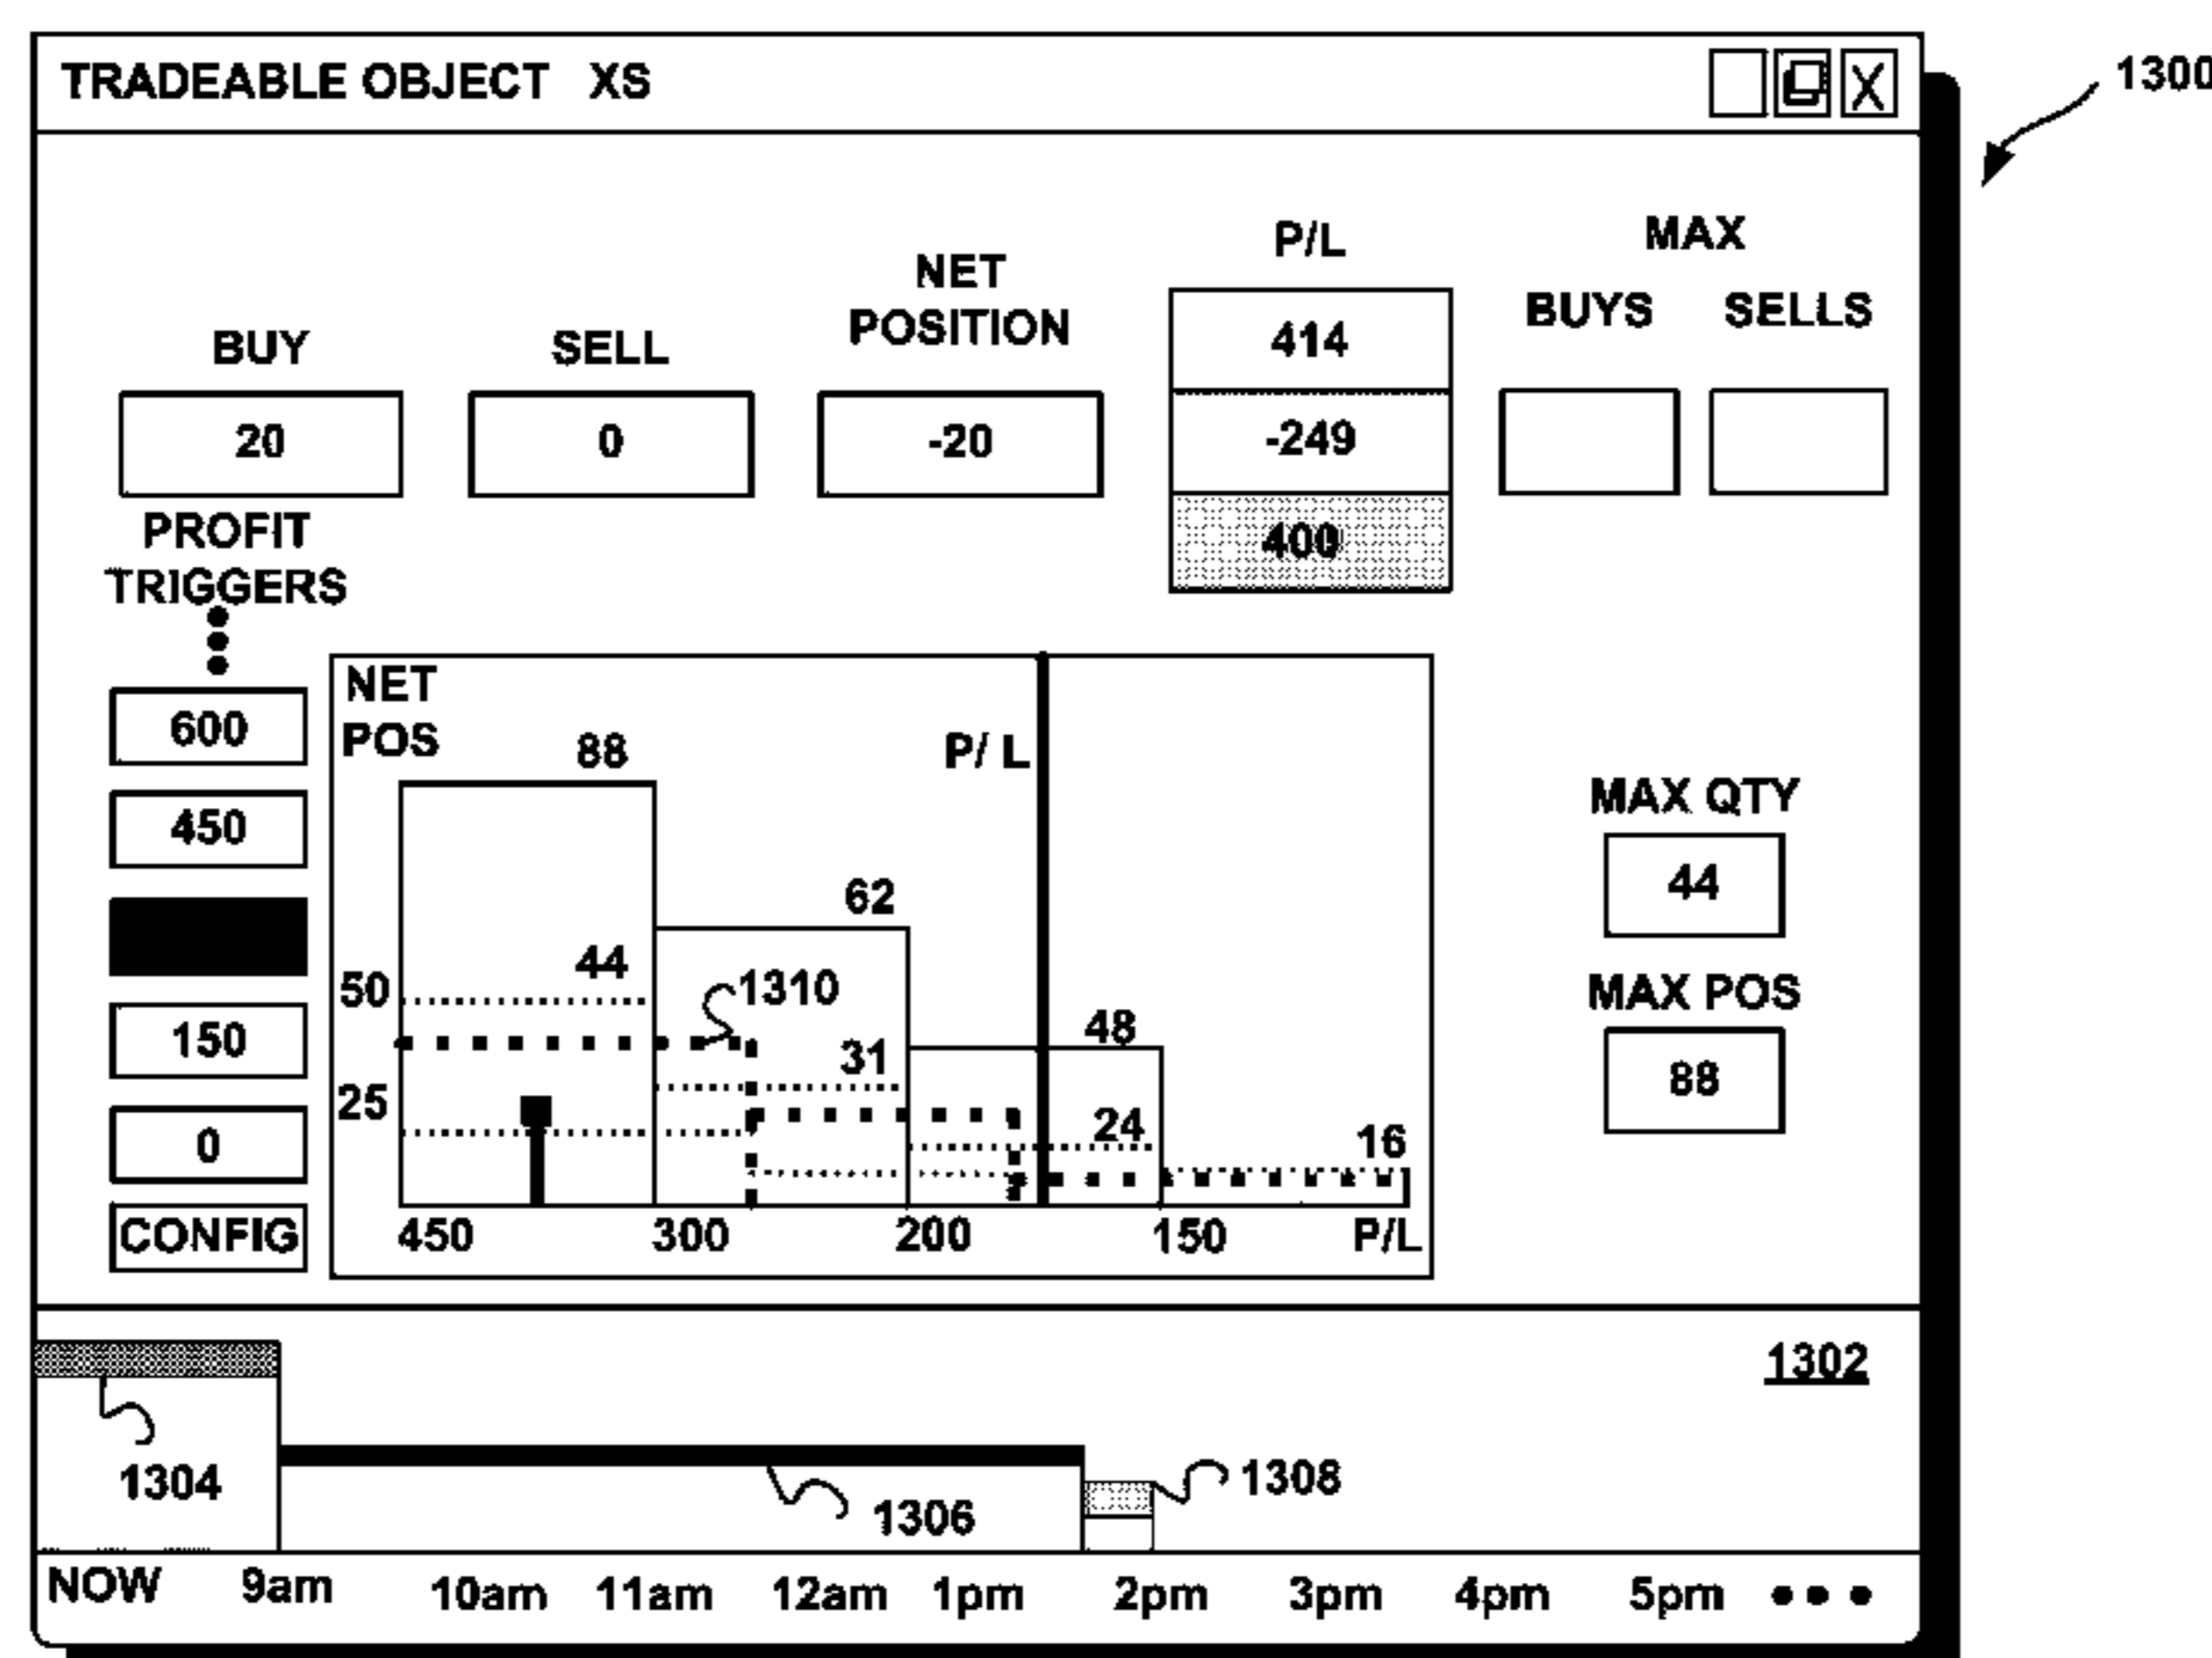 TRADEABLE OBJECT XS
X
1300
P/L
MAX
NET
POSITION
BUYS SELLS
BUY SELL
414
20 0 -20 -249
400
PROFIT
TRIGGERS
600
450
150
0
CONFIG
NET
POS
88
P/ L
62
44
50
1310
48
31
25
24
16
450 300 200 150 P/L
MAX QTY
44
MAX POS
88
1302
1304
1306
1308
NOW 9am 10am 11am 12am 1pm 2pm 3pm 4pm 5pm